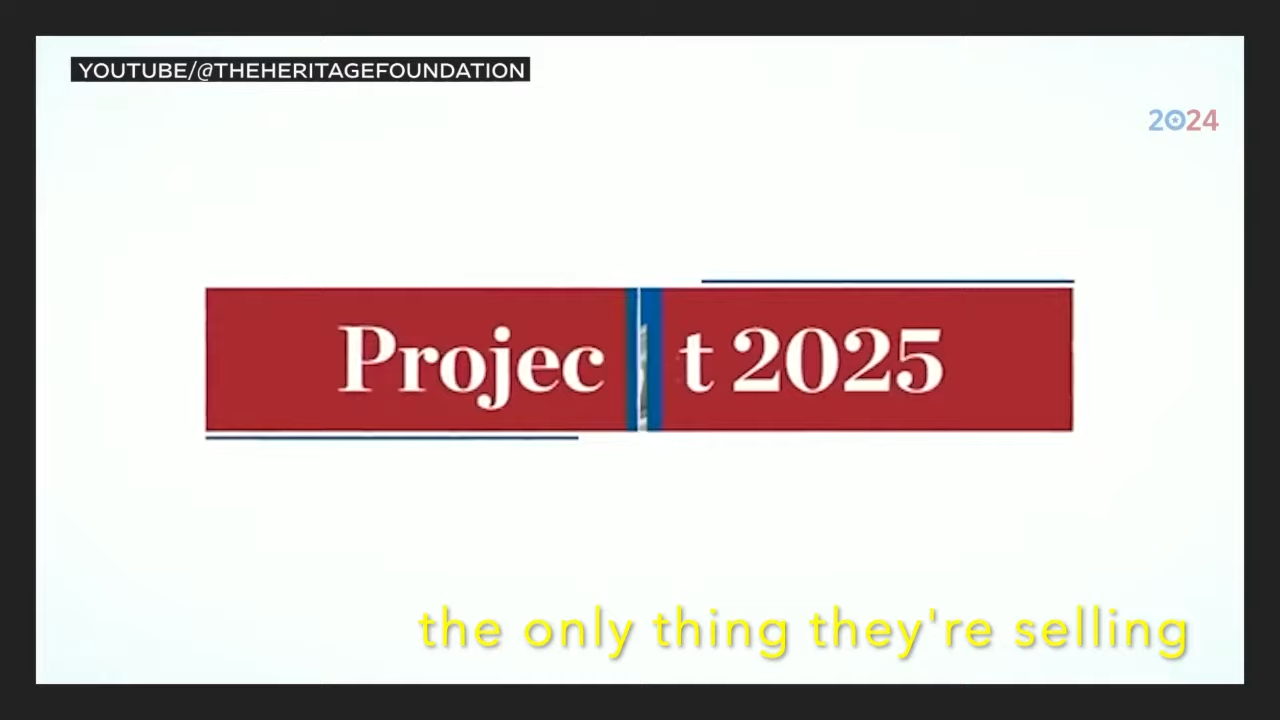 YOUTUBE/@THEHERITAGEFOUNDATION
2024
Projec t 2025
the only thing they're selling